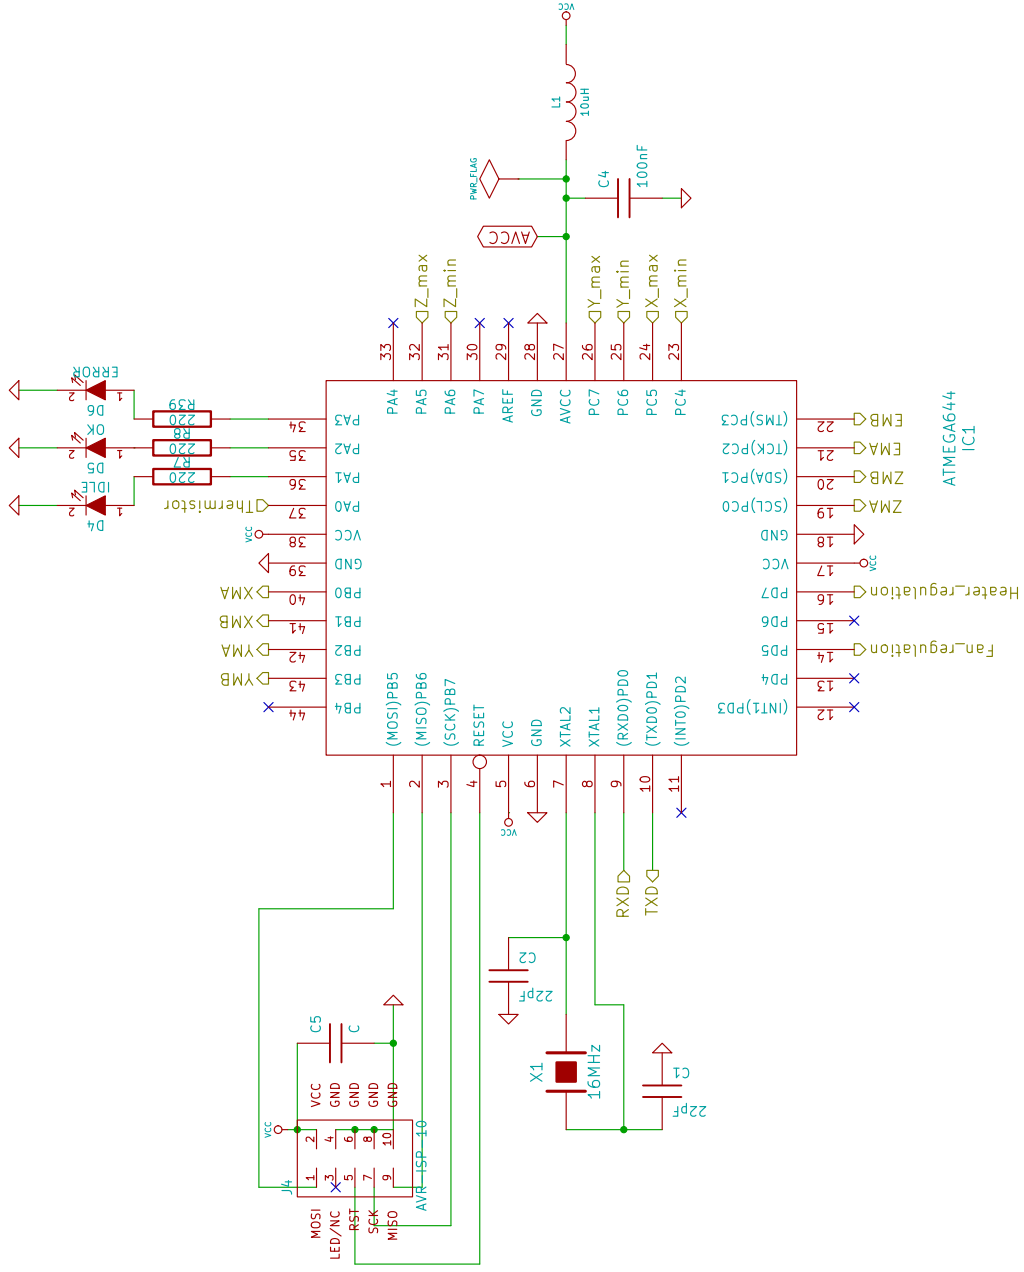 VCC
L1
10uH
PWR_FLAG
C4
100nF
AVCC
Z_max
Z_min
Y_max
Y_min
X_max
X_min
33
32
31
30
29
28
27
26
25
24
23
PA4
PA5
PA6
PA7
AREF
GND
AVCC
PC7
PC6
PC5
PC4
ERROR
2
1
D6
R39
220
34
PA3
OK
2
1
D5
R8
220
35
PA2
IDLE
2
1
D4
R7
220
36
PA1
Thermistor
37
PA0
VCC
38
VCC
39
GND
XMA
40
PB0
XMB
41
PB1
YMA
42
PB2
YMB
43
PB3
44
PB4
(TMS)PC3
22
EMB
(TCK)PC2
21
EMA
(SDA)PC1
20
ZMB
(SCL)PC0
19
ZMA
GND
18
VCC
17
VCC
PD7
16
Heater_regulation
PD6
15
PD5
14
Fan_regulation
PD4
13
(INT1)PD3
12
ATMEGA644
IC1
(MOSI)PB5
(MISO)PB6
(SCK)PB7
RESET
VCC
GND
XTAL2
XTAL1
(RXD0)PD0
(TXD0)PD1
(INT0)PD2
1
2
3
4
5
6
7
8
9
10
11
VCC
RXD
TXD
C2
22pF
X1
16MHz
C1
22pF
C5
C
VCC
GND
GND
GND
GND
VCC
2
4
6
8
10
1
3
5
7
9
J4
AVR-ISP-10
MOSI
LED/NC
RST
SCK
MISO